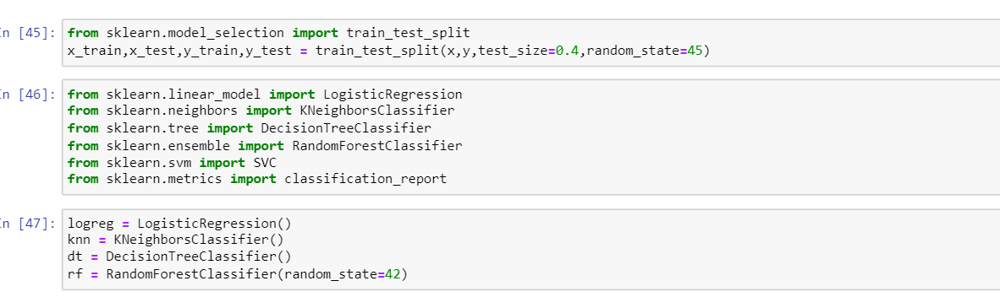 n [45]: from sklearn.model_selection import train_test_split
x_train,x_test,y_train,y_test = train_test_split(x,y,test_size=0.4,random_state=45)
n [46]: from sklearn.linear_model import LogisticRegression
from sklearn.neighbors import KNeighborsClassifier
from sklearn.tree import DecisionTreeClassifier
from sklearn.ensemble import RandomForestClassifier
from sklearn.svm import SVC
from sklearn.metrics import classification_report
n [47]: logreg = LogisticRegression()
knn = KNeighborsClassifier()
dt = DecisionTreeClassifier()
rf = RandomForestClassifier(random_state=42)